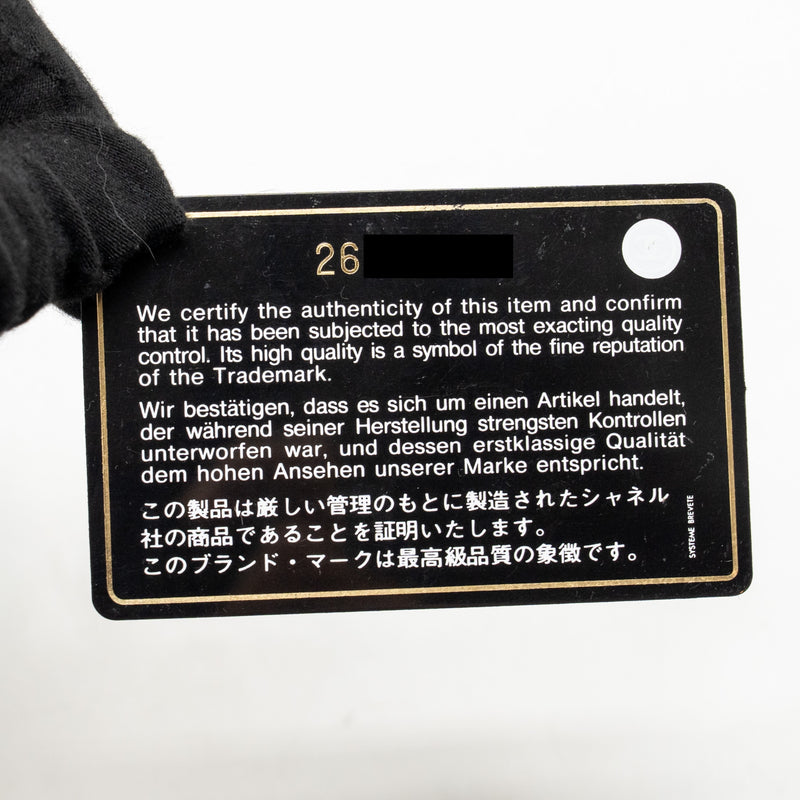 26
We certify the authenticity of this item and confirm
that it has been subjected to the most exacting quality
control. Its high quality is a symbol of the fine reputation
of the Trademark.
Wir bestätigen, dass es sich um einen Artikel handelt,
der während seiner Herstellung strengsten Kontrollen
unterworfen war, und dessen erstklassige Qualität
dem hohen Ansehen unserer Marke entspricht.
この製品は厳しい管理のもとに製造されたシャネル
社の商品であることを証明いたします。
このブランド・マークは最高級品質の象徴です。
SYSTEME BREVETE